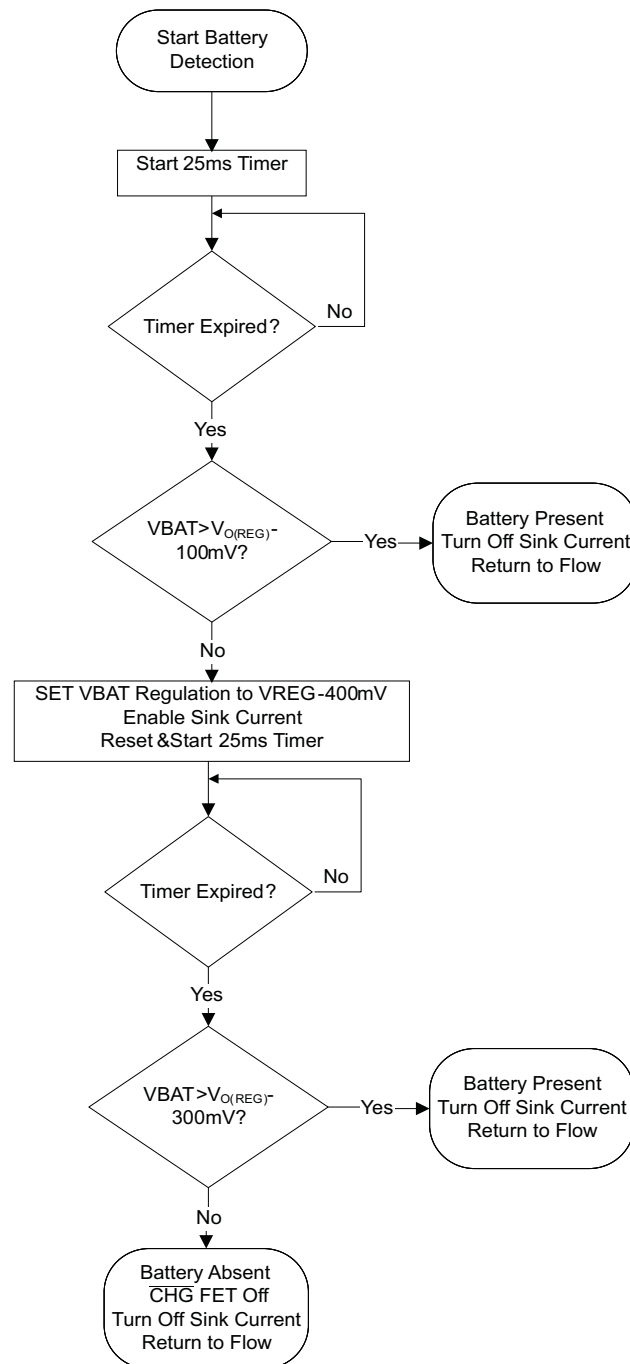 Start Battery
Detection
Start 25ms Timer
No
Timer Expired?
Yes
VBAT>VO(REG)-
100mV?
Yes
Battery Present
Turn Off Sink Current
Return to Flow
No
SET VBAT Regulation to VREG-400mV
Enable Sink Current
Reset &Start 25ms Timer
No
Timer Expired?
Yes
VBAT>VO(REG)-
300mV?
Yes
Battery Present
Turn Off Sink Current
Return to Flow
No
Battery Absent
C̅H̅G̅ FET Off
Turn Off Sink Current
Return to Flow